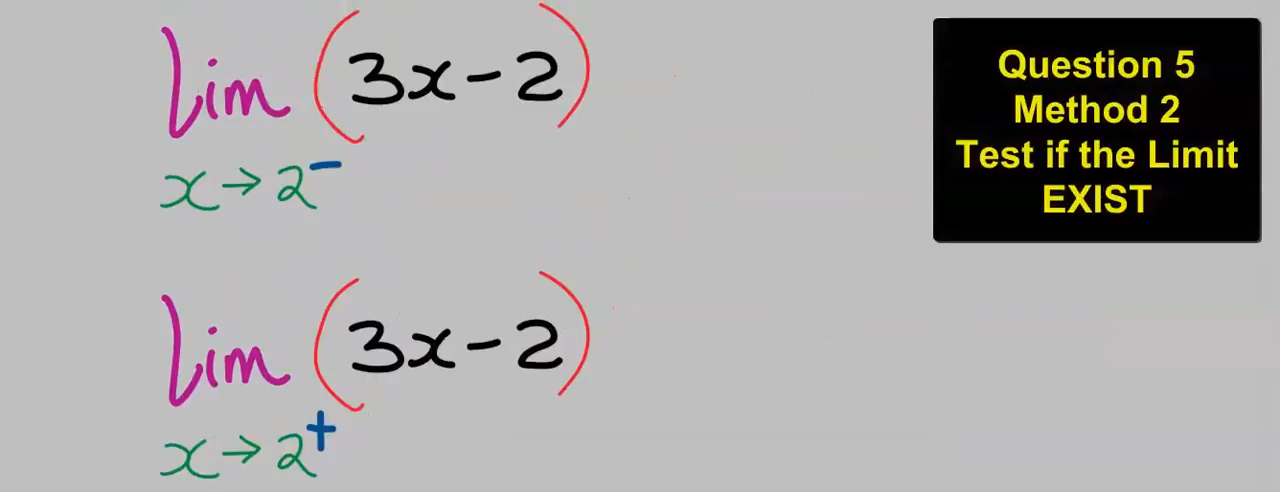 lim (3x-2)
x→2⁻
Question 5
Method 2
Test if the Limit
EXIST
lim (3x-2)
x→2⁺